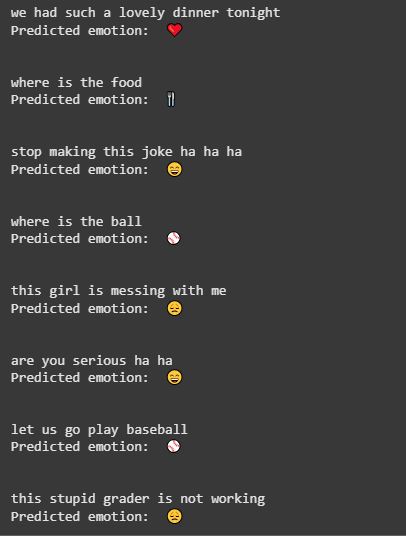 we had such a lovely dinner tonight
Predicted emotion: ❤️
where is the food
Predicted emotion: 🍴
stop making this joke ha ha ha
Predicted emotion: 😄
where is the ball
Predicted emotion: ⚾
this girl is messing with me
Predicted emotion: 😞
are you serious ha ha
Predicted emotion: 😄
let us go play baseball
Predicted emotion: ⚾
this stupid grader is not working
Predicted emotion: 😞